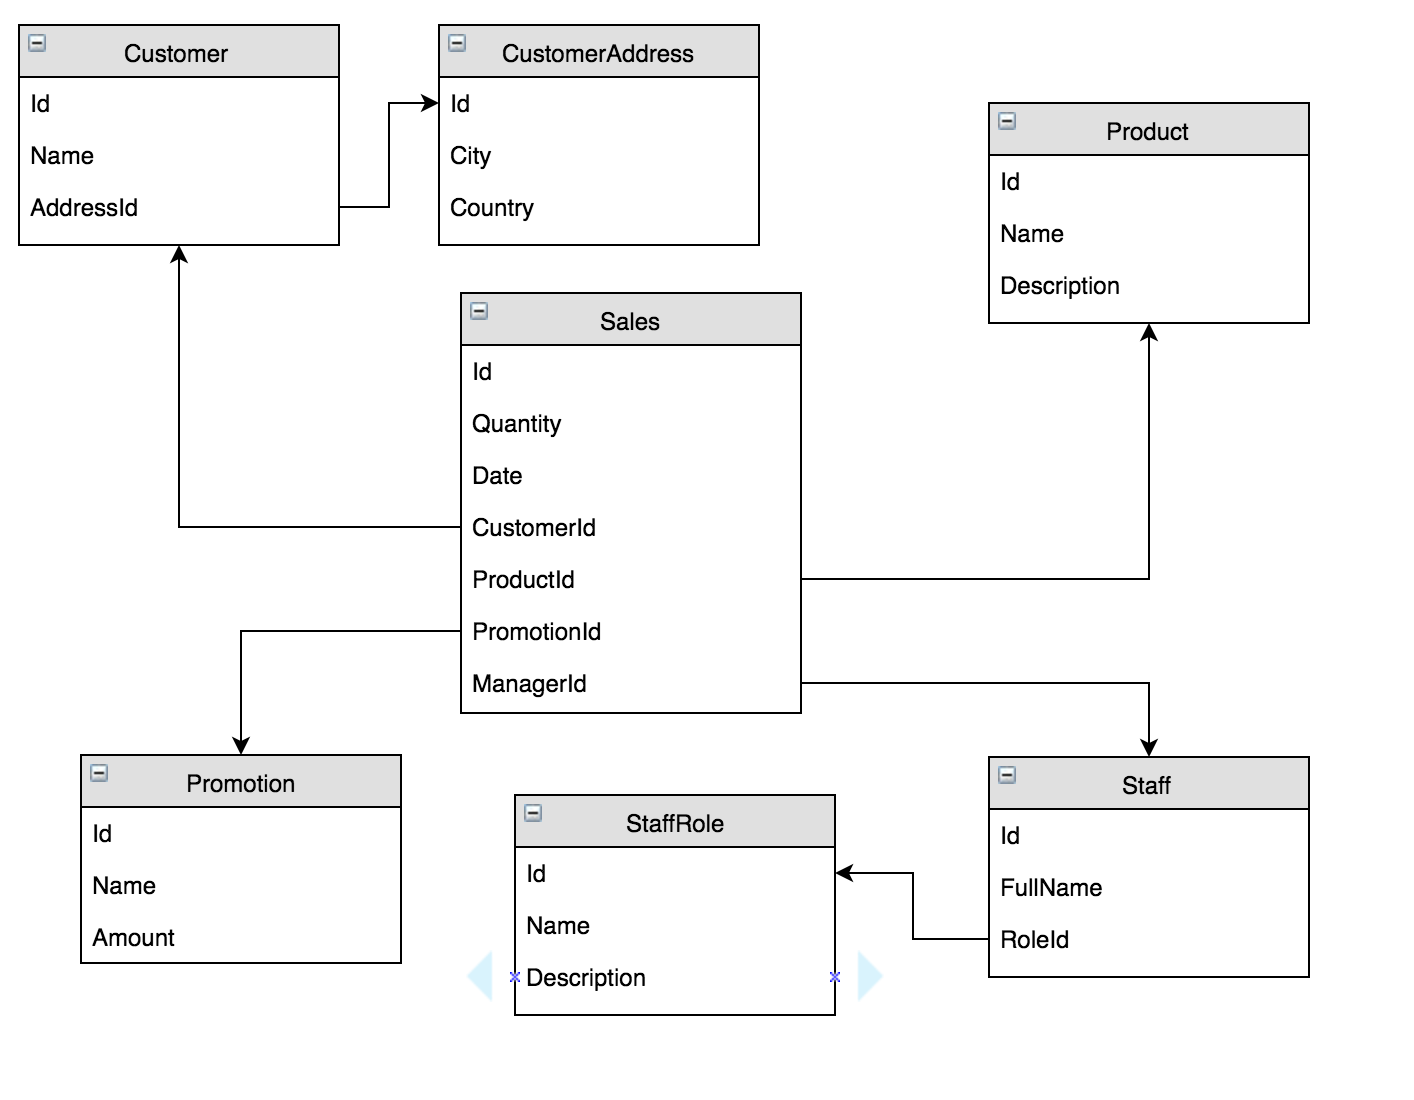 Customer
Id
Name
AddressId
CustomerAddress
Id
City
Country
Product
Id
Name
Description
Sales
Id
Quantity
Date
CustomerId
ProductId
PromotionId
ManagerId
Promotion
Id
Name
Amount
StaffRole
Id
Name
Description
Staff
Id
FullName
RoleId